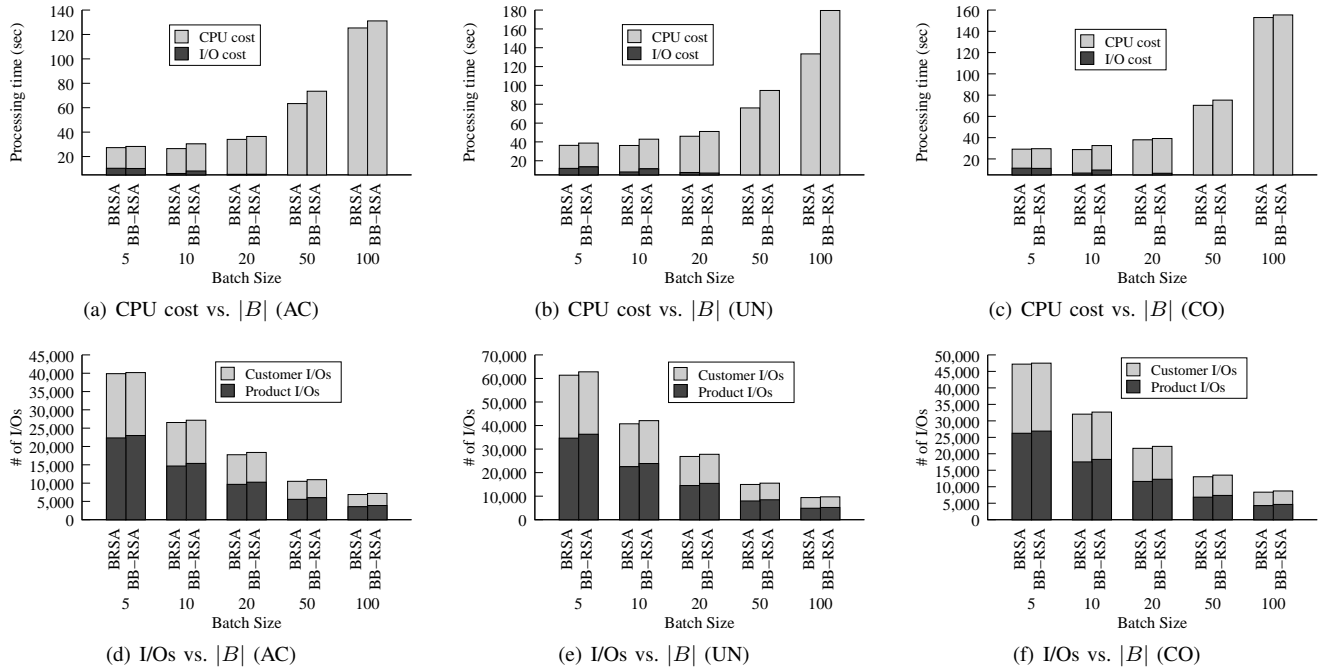 140
120
100
80
60
40
20
Processing time (sec)
CPU cost
I/O cost
BRSA
BB−RSA
BRSA
BB−RSA
BRSA
BB−RSA
BRSA
BB−RSA
BRSA
BB−RSA
5 10 20 50 100
Batch Size
(a) CPU cost vs. |B| (AC)
180
160
140
120
100
80
60
40
20
Processing time (sec)
CPU cost
I/O cost
BRSA
BB−RSA
BRSA
BB−RSA
BRSA
BB−RSA
BRSA
BB−RSA
BRSA
BB−RSA
5 10 20 50 100
Batch Size
(b) CPU cost vs. |B| (UN)
160
140
120
100
80
60
40
20
Processing time (sec)
CPU cost
I/O cost
BRSA
BB−RSA
BRSA
BB−RSA
BRSA
BB−RSA
BRSA
BB−RSA
BRSA
BB−RSA
5 10 20 50 100
Batch Size
(c) CPU cost vs. |B| (CO)
45,000
40,000
35,000
30,000
25,000
20,000
15,000
10,000
5,000
0
# of I/Os
Customer I/Os
Product I/Os
BRSA
BB−RSA
BRSA
BB−RSA
BRSA
BB−RSA
BRSA
BB−RSA
BRSA
BB−RSA
5 10 20 50 100
Batch Size
(d) I/Os vs. |B| (AC)
70,000
60,000
50,000
40,000
30,000
20,000
10,000
0
# of I/Os
Customer I/Os
Product I/Os
BRSA
BB−RSA
BRSA
BB−RSA
BRSA
BB−RSA
BRSA
BB−RSA
BRSA
BB−RSA
5 10 20 50 100
Batch Size
(e) I/Os vs. |B| (UN)
50,000
45,000
40,000
35,000
30,000
25,000
20,000
15,000
10,000
5,000
0
# of I/Os
Customer I/Os
Product I/Os
BRSA
BB−RSA
BRSA
BB−RSA
BRSA
BB−RSA
BRSA
BB−RSA
BRSA
BB−RSA
5 10 20 50 100
Batch Size
(f) I/Os vs. |B| (CO)